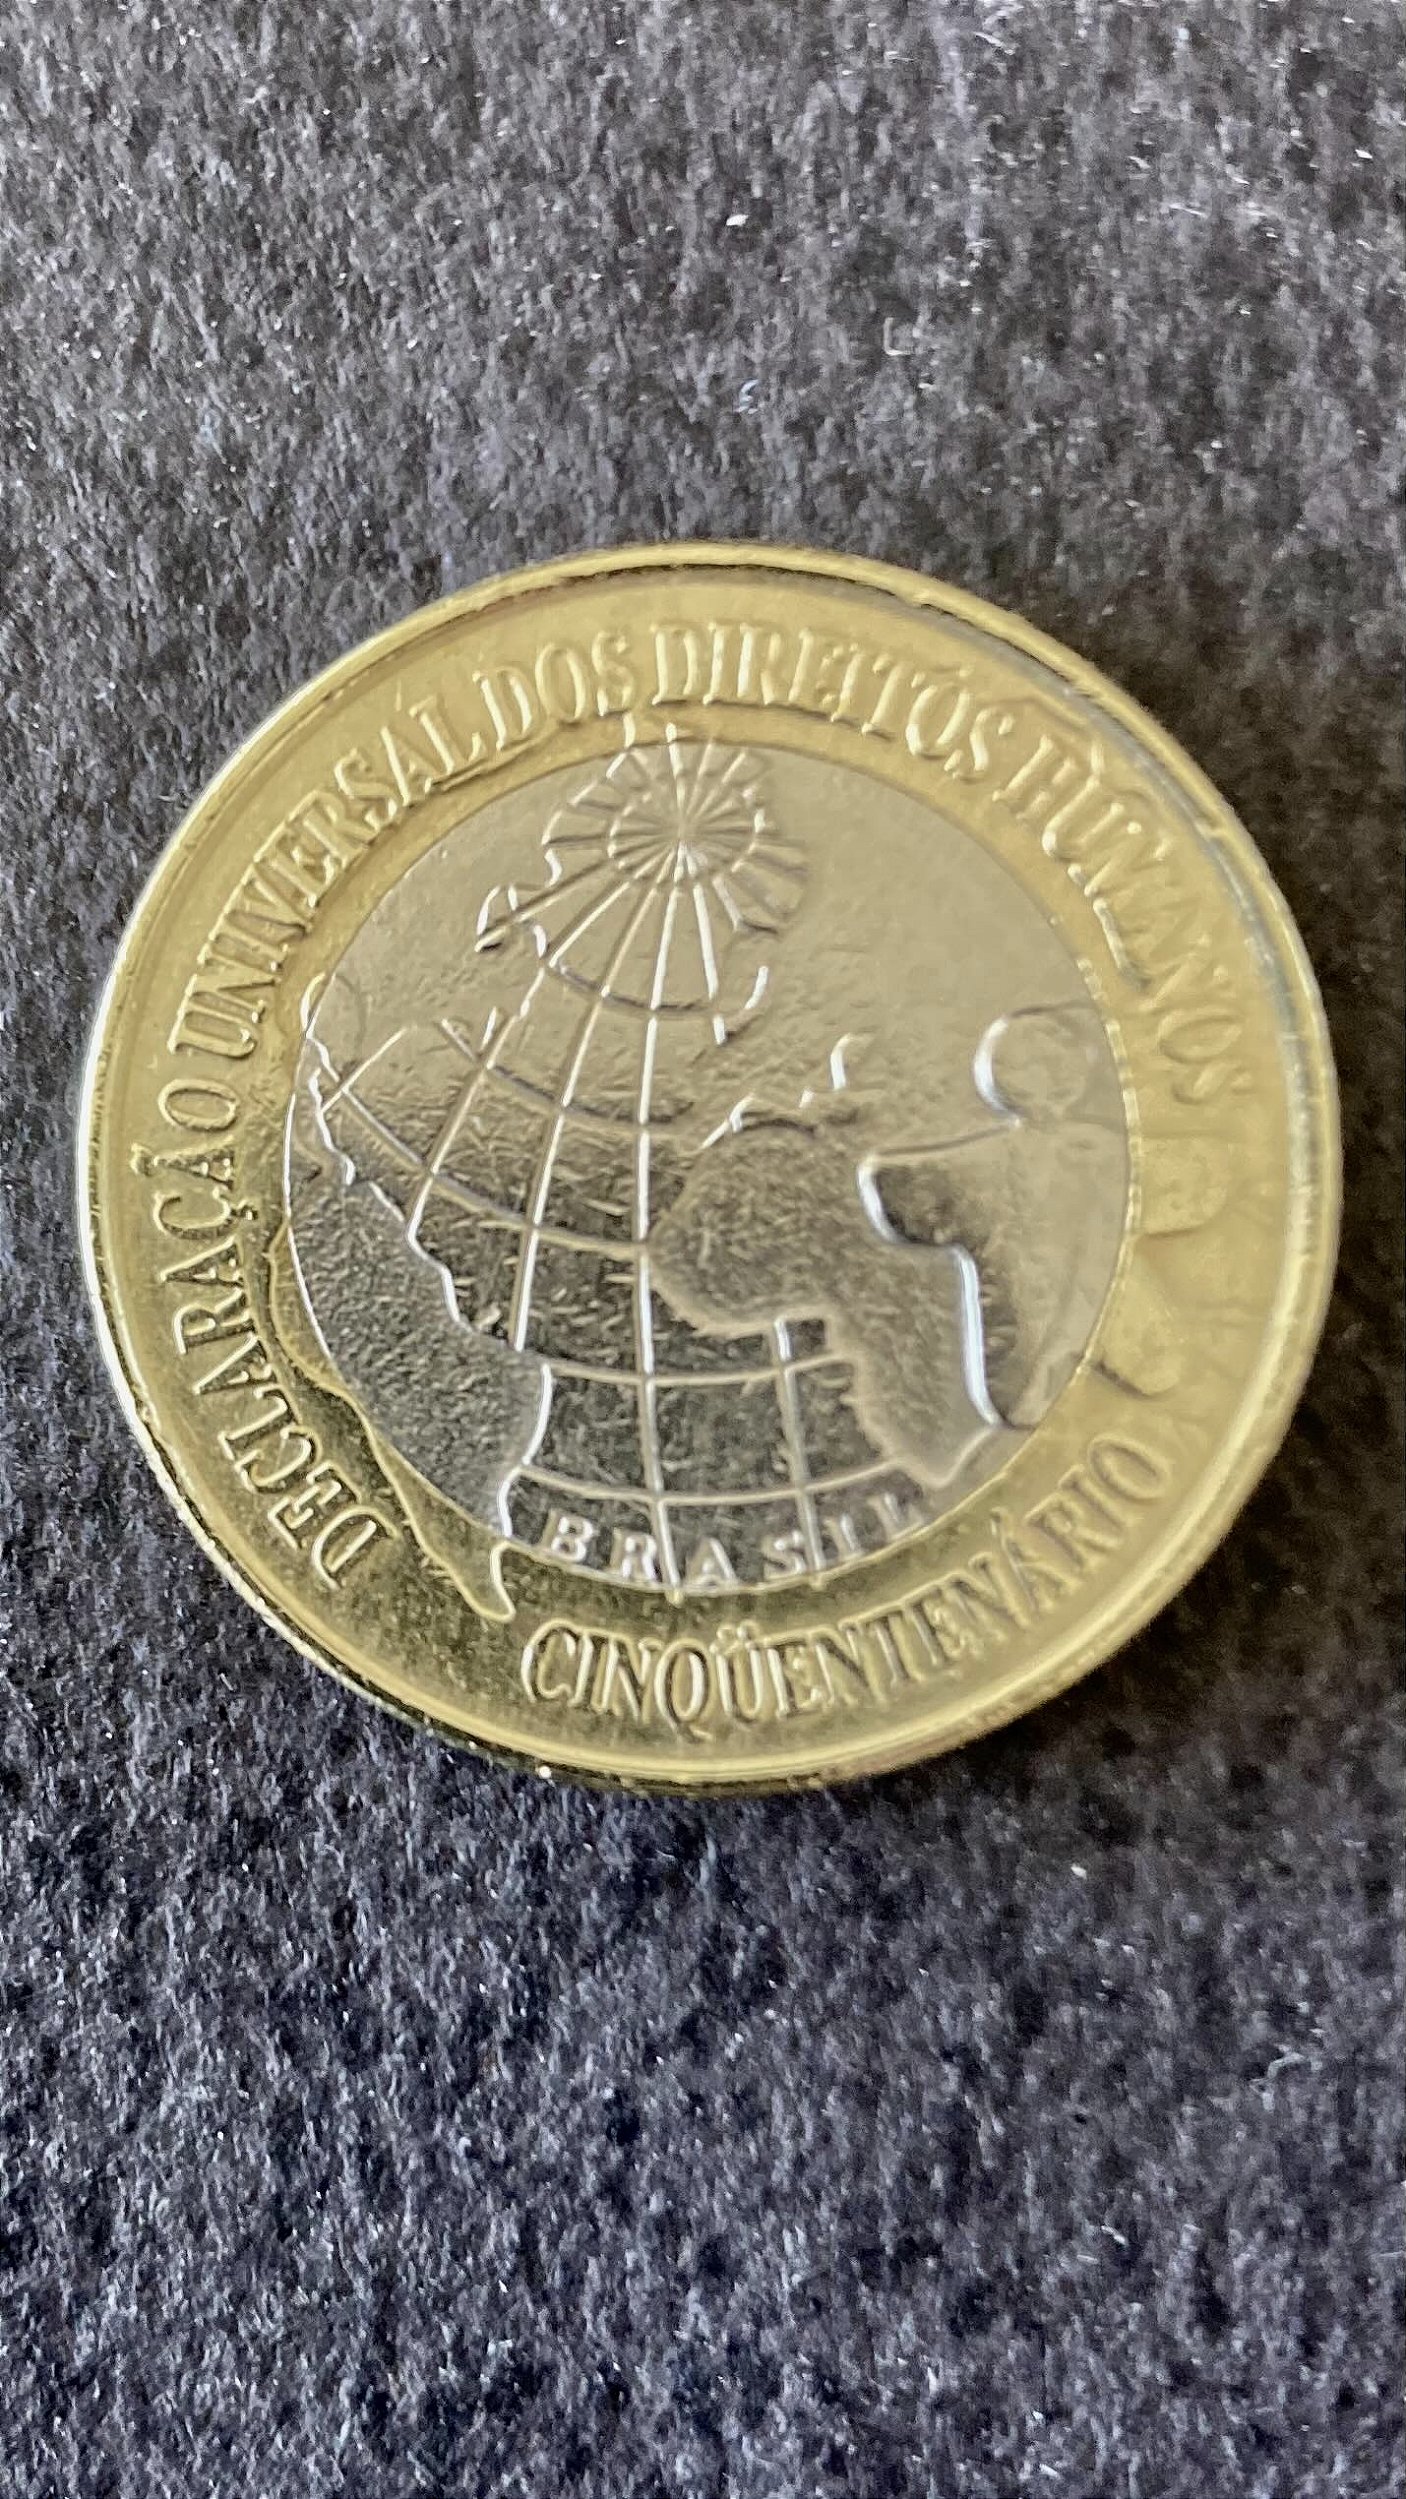 DECLARAÇÃO UNIVERSAL DOS DIREITOS HUMANOS
BRASIL
CINQÜENTENÁRIO